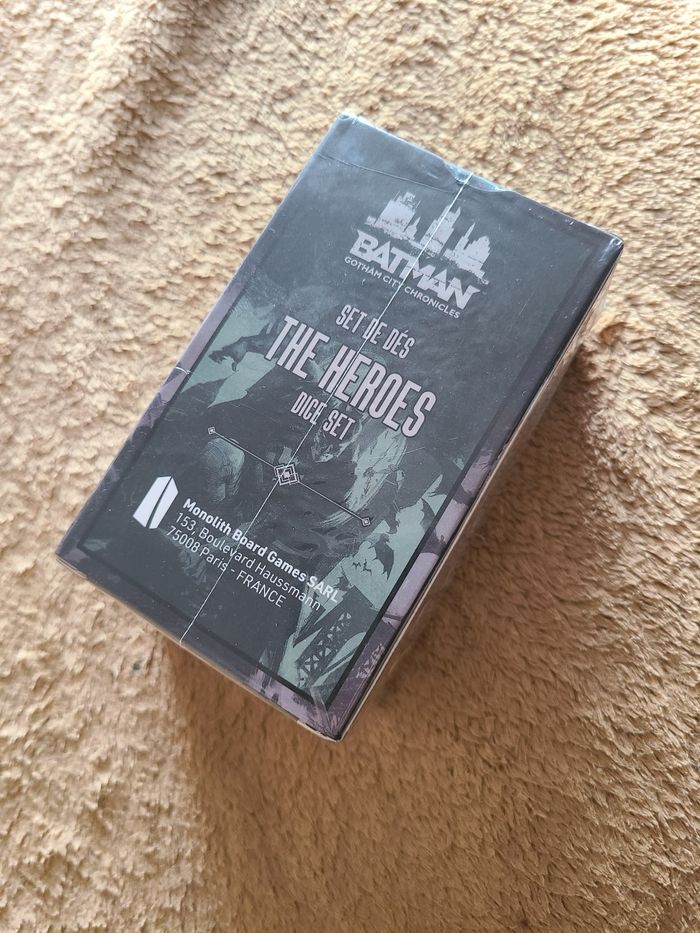 BATMAN
GOTHAM CITY CHRONICLES
SET DE DÉS
THE HEROES
DICE SET
Monolith Board Games SARL
153, Boulevard Haussmann
75008 Paris - FRANCE